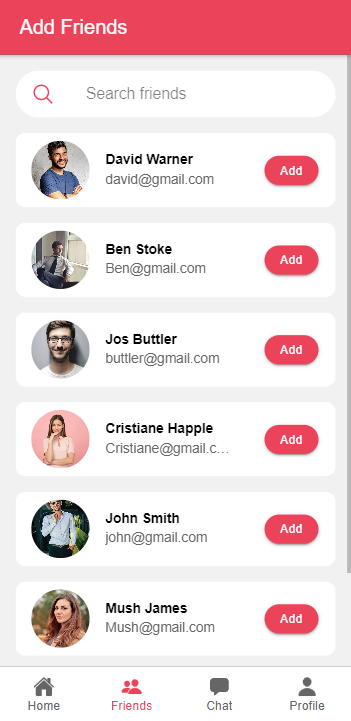 Add Friends
Search friends
David Warner
david@gmail.com
Add
Ben Stoke
Ben@gmail.com
Add
Jos Buttler
buttler@gmail.com
Add
Cristiane Happle
Cristiane@gmail.c...
Add
John Smith
john@gmail.com
Add
Mush James
Mush@gmail.com
Add
Home
Friends
Chat
Profile